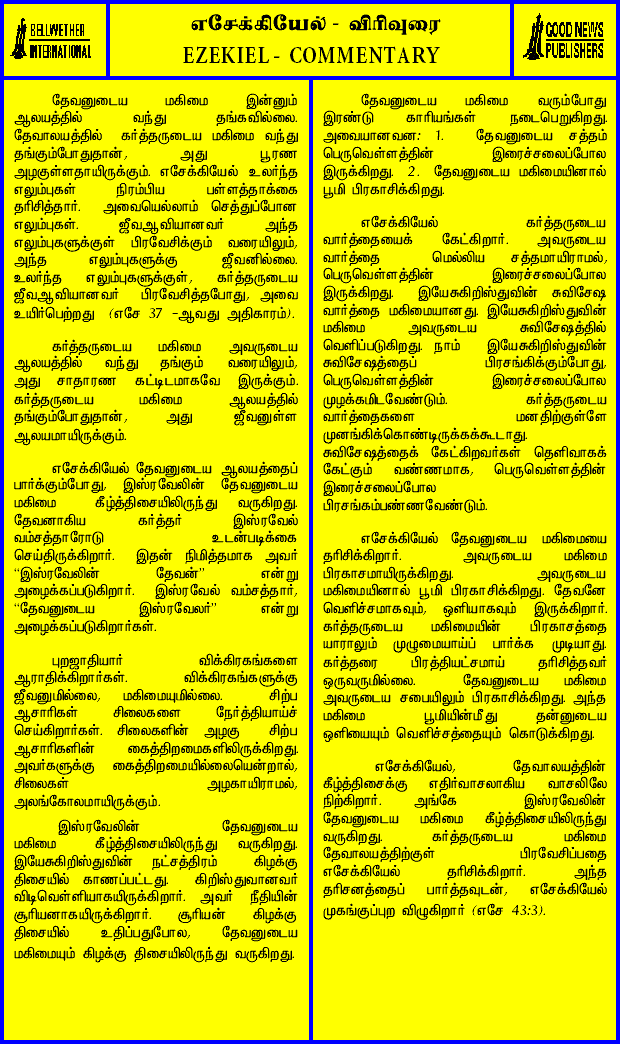 BELLWETHER
INTERNATIONAL
எசேக்கியேல் - விரிவுரை
EZEKIEL - COMMENTARY
GOOD NEWS
PUBLISHERS
தேவனுடைய மகிமை இன்னும்
ஆலயத்தில் வந்து தங்கவில்லை.
தேவாலயத்தில் கர்த்தருடைய மகிமை வந்து
தங்கும்போதுதான், அது பூரண
அழகுள்ளதாயிருக்கும். எசேக்கியேல் உலர்ந்த
எலும்புகள் நிரம்பிய பள்ளத்தாக்கை
தரிசித்தார். அவையெல்லாம் செத்துப்போன
எலும்புகள். ஜீவஆவியானவர் அந்த
எலும்புகளுக்குள் பிரவேசிக்கும் வரையிலும்,
அந்த எலும்புகளுக்கு ஜீவனில்லை.
உலர்ந்த எலும்புகளுக்குள், கர்த்தருடைய
ஜீவஆவியானவர் பிரவேசித்தபோது, அவை
உயிர்பெற்றது (எசே 37 -ஆவது அதிகாரம்).
கர்த்தருடைய மகிமை அவருடைய
ஆலயத்தில் வந்து தங்கும் வரையிலும்,
அது சாதாரண கட்டிடமாகவே இருக்கும்.
கர்த்தருடைய மகிமை ஆலயத்தில்
தங்கும்போதுதான், அது ஜீவனுள்ள
ஆலயமாயிருக்கும்.
எசேக்கியேல் தேவனுடைய ஆலயத்தைப்
பார்க்கும்போது, இஸ்ரவேலின் தேவனுடைய
மகிமை கீழ்த்திசையிலிருந்து வருகிறது.
தேவனாகிய கர்த்தர் இஸ்ரவேல்
வம்சத்தாரோடு உடன்படிக்கை
செய்திருக்கிறார். இதன் நிமித்தமாக அவர்
“இஸ்ரவேலின் தேவன்” என்று
அழைக்கப்படுகிறார். இஸ்ரவேல் வம்சத்தார்,
“தேவனுடைய இஸ்ரவேலர்” என்று
அழைக்கப்படுகிறார்கள்.
புறஜாதியார் விக்கிரகங்களை
ஆராதிக்கிறார்கள். விக்கிரகங்களுக்கு
ஜீவனுமில்லை, மகிமையுமில்லை. சிற்ப
ஆசாரிகள் சிலைகளை நேர்த்தியாய்ச்
செய்கிறார்கள். சிலைகளின் அழகு சிற்ப
ஆசாரிகளின் கைத்திறமைகளிலிருக்கிறது.
அவர்களுக்கு கைத்திறமையில்லையென்றால்,
சிலைகள் அழகாயிராமல்,
அலங்கோலமாயிருக்கும்.
இஸ்ரவேலின் தேவனுடைய
மகிமை கீழ்த்திசையிலிருந்து வருகிறது.
இயேசுகிறிஸ்துவின் நட்சத்திரம் கிழக்கு
திசையில் காணப்பட்டது. கிறிஸ்துவானவர்
விடிவெள்ளியாகயிருக்கிறார். அவர் நீதியின்
சூரியனாகயிருக்கிறார். சூரியன் கிழக்கு
திசையில் உதிப்பதுபோல, தேவனுடைய
மகிமையும் கிழக்கு திசையிலிருந்து வருகிறது.
தேவனுடைய மகிமை வரும்போது
இரண்டு காரியங்கள் நடைபெறுகிறது.
அவையானவன: 1. தேவனுடைய சத்தம்
பெருவெள்ளத்தின் இரைச்சலைப்போல
இருக்கிறது. 2. தேவனுடைய மகிமையினால்
பூமி பிரகாசிக்கிறது.
எசேக்கியேல் கர்த்தருடைய
வார்த்தையைக் கேட்கிறார். அவருடைய
வார்த்தை மெல்லிய சத்தமாயிராமல்,
பெருவெள்ளத்தின் இரைச்சலைப்போல
இருக்கிறது. இயேசுகிறிஸ்துவின் சுவிசேஷ
வார்த்தை மகிமையானது. இயேசுகிறிஸ்துவின்
மகிமை அவருடைய சுவிசேஷத்தில்
வெளிப்படுகிறது. நாம் இயேசுகிறிஸ்துவின்
சுவிசேஷத்தைப் பிரசங்கிக்கும்போது,
பெருவெள்ளத்தின் இரைச்சலைப்போல
முழக்கமிடவேண்டும். கர்த்தருடைய
வார்த்தைகளை மனதிற்குள்ளே
முனங்கிக்கொண்டிருக்கக்கூடாது.
சுவிசேஷத்தைக் கேட்கிறவர்கள் தெளிவாகக்
கேட்கும் வண்ணமாக, பெருவெள்ளத்தின்
இரைச்சலைப்போல
பிரசங்கம்பண்ணவேண்டும்.
எசேக்கியேல் தேவனுடைய மகிமையை
தரிசிக்கிறார். அவருடைய மகிமை
பிரகாசமாயிருக்கிறது. அவருடைய
மகிமையினால் பூமி பிரகாசிக்கிறது. தேவனே
வெளிச்சமாகவும், ஒளியாகவும் இருக்கிறார்.
கர்த்தருடைய மகிமையின் பிரகாசத்தை
யாராலும் முழுமையாய்ப் பார்க்க முடியாது.
கர்த்தரை பிரத்தியட்சமாய் தரிசித்தவர்
ஒருவருமில்லை. தேவனுடைய மகிமை
அவருடைய சபையிலும் பிரகாசிக்கிறது. அந்த
மகிமை பூமியின்மீது தன்னுடைய
ஒளியையும் வெளிச்சத்தையும் கொடுக்கிறது.
எசேக்கியேல், தேவாலயத்தின்
கீழ்த்திசைக்கு எதிர்வாசலாகிய வாசலிலே
நிற்கிறார். அங்கே இஸ்ரவேலின்
தேவனுடைய மகிமை கீழ்த்திசையிலிருந்து
வருகிறது. கர்த்தருடைய மகிமை
தேவாலயத்திற்குள் பிரவேசிப்பதை
எசேக்கியேல் தரிசிக்கிறார். அந்த
தரிசனத்தைப் பார்த்தவுடன், எசேக்கியேல்
முகங்குப்புற விழுகிறார் (எசே 43:3).